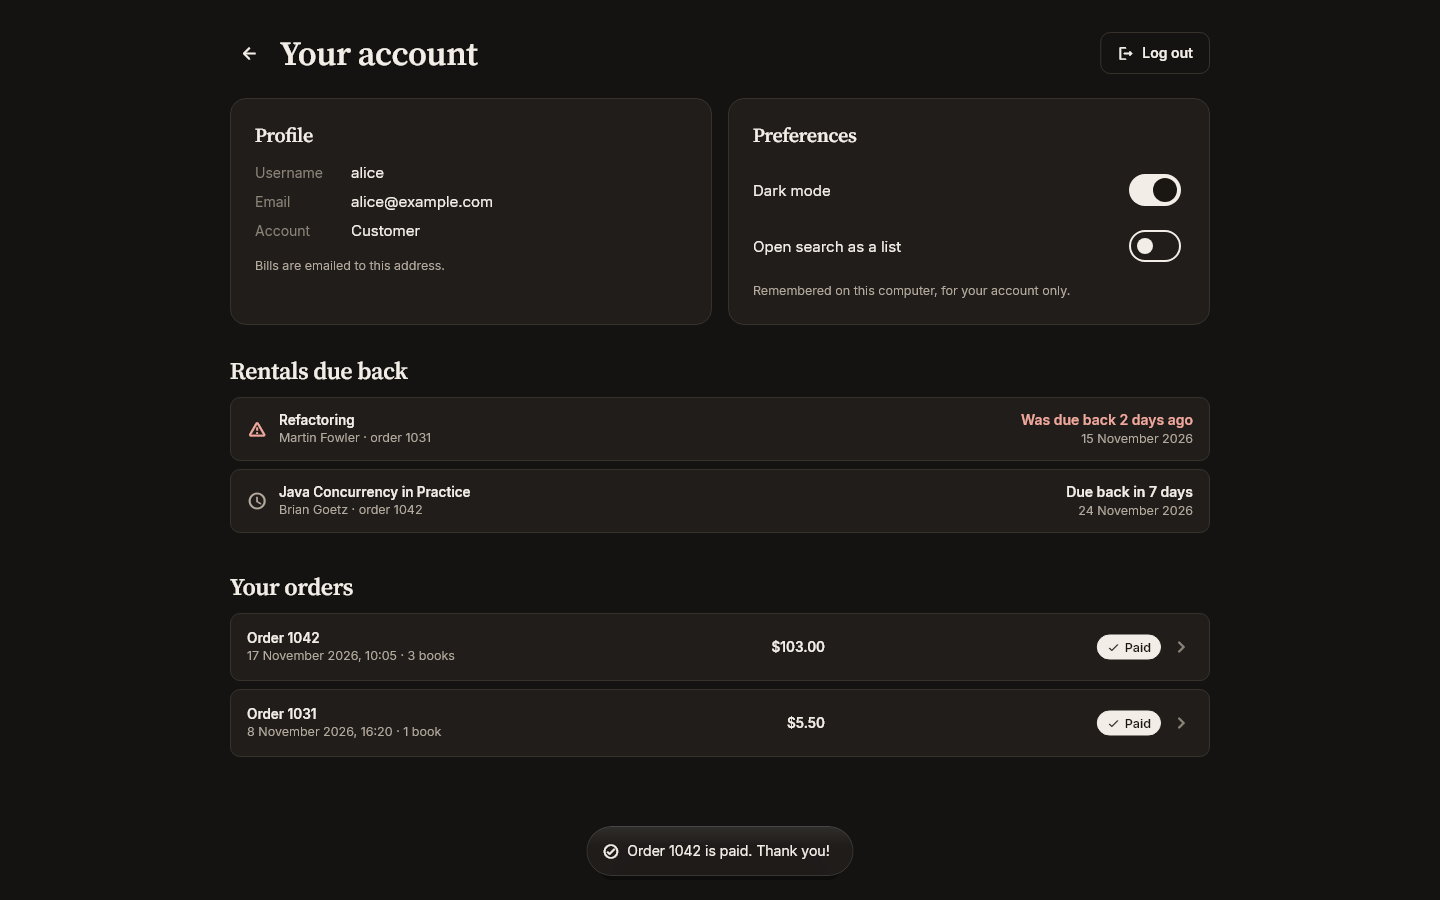 Your account
Log out
Profile
Username alice
Email alice@example.com
Account Customer
Bills are emailed to this address.
Preferences
Dark mode
Open search as a list
Remembered on this computer, for your account only.
Rentals due back
Refactoring
Martin Fowler · order 1031
Was due back 2 days ago
15 November 2026
Java Concurrency in Practice
Brian Goetz · order 1042
Due back in 7 days
24 November 2026
Your orders
Order 1042
17 November 2026, 10:05 · 3 books
$103.00
Paid
Order 1031
8 November 2026, 16:20 · 1 book
$5.50
Paid
Order 1042 is paid. Thank you!